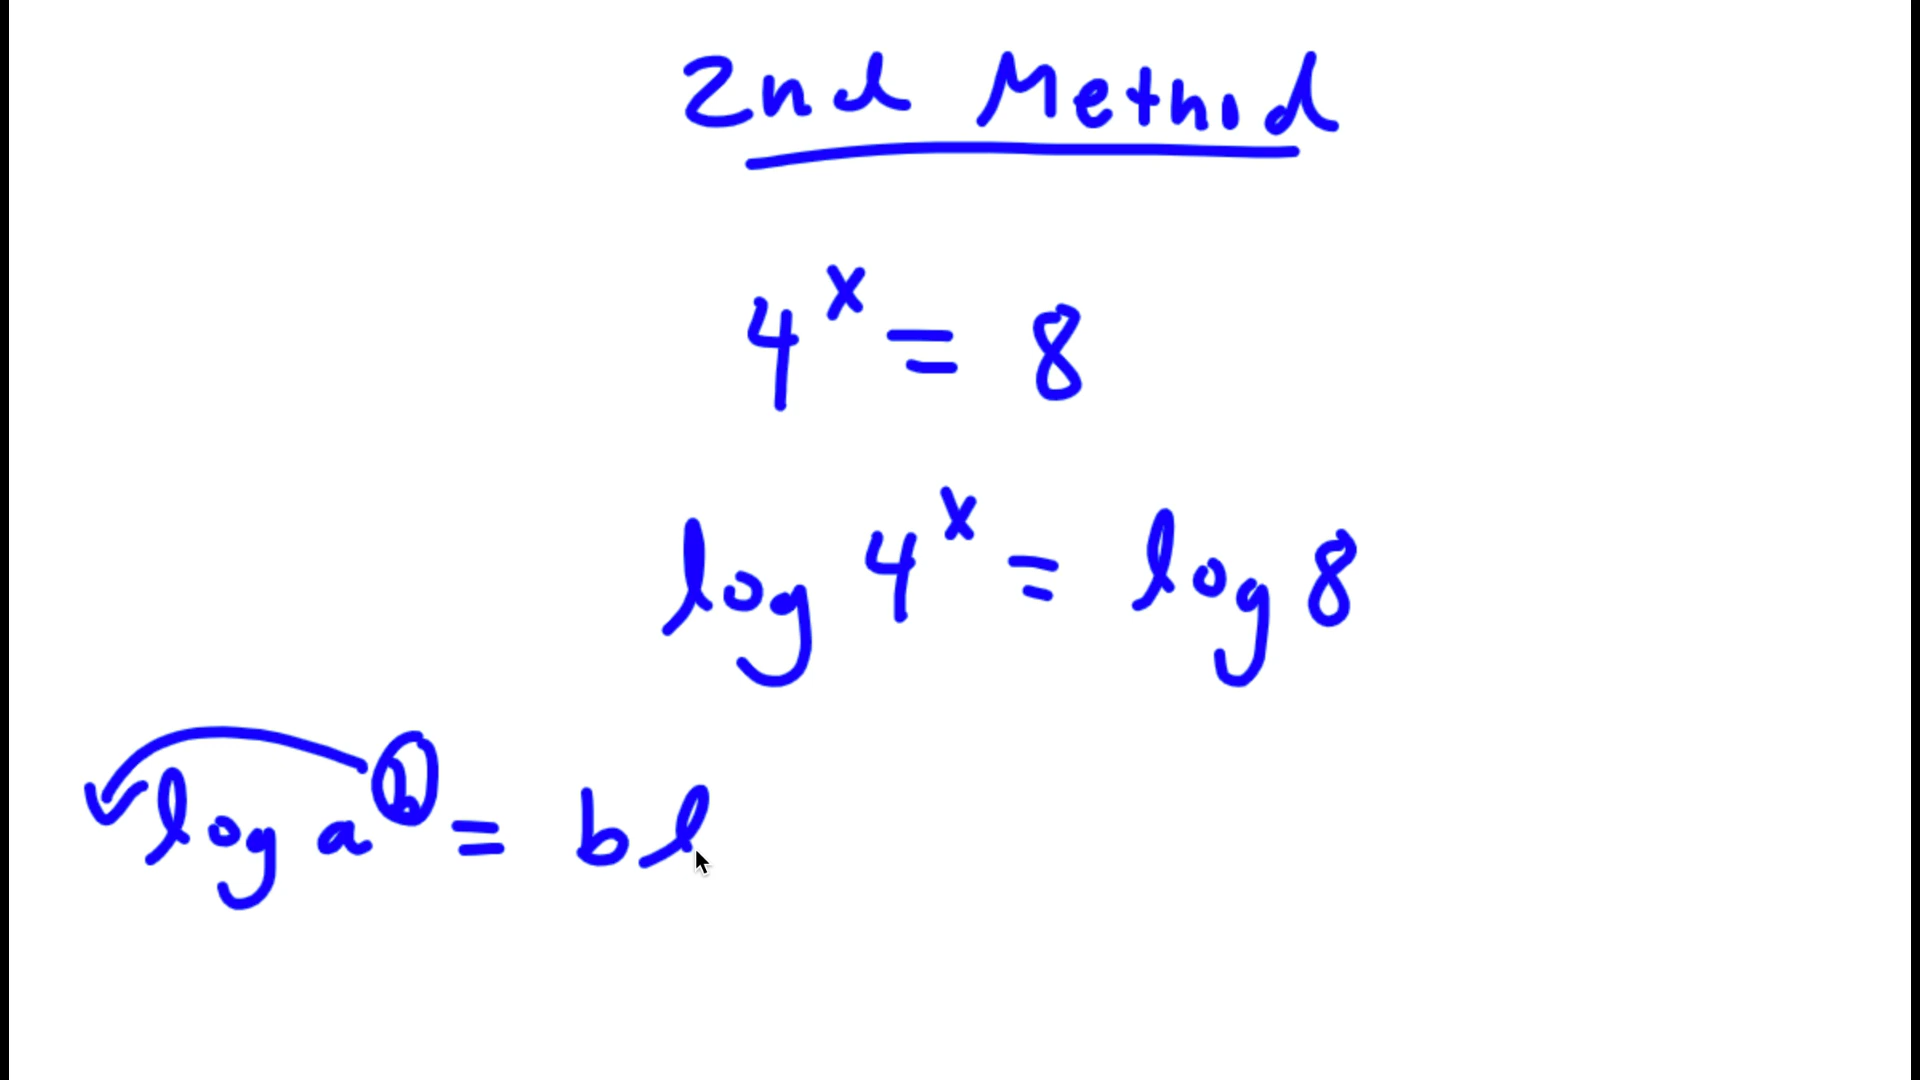 2nd Method
4^x = 8
log 4^x = log 8
log a^b = b l